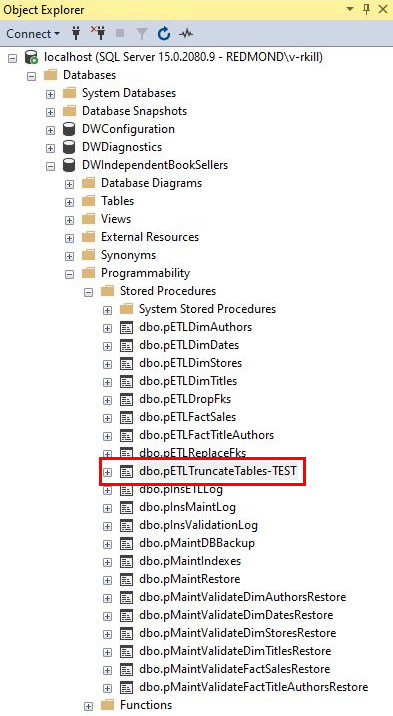 Object Explorer
Connect
localhost (SQL Server 15.0.2080.9 - REDMOND\v-rkill)
Databases
System Databases
Database Snapshots
DWConfiguration
DWDiagnostics
DWIndependentBookSellers
Database Diagrams
Tables
Views
External Resources
Synonyms
Programmability
Stored Procedures
System Stored Procedures
dbo.pETLDimAuthors
dbo.pETLDimDates
dbo.pETLDimStores
dbo.pETLDimTitles
dbo.pETLDropFks
dbo.pETLFactSales
dbo.pETLFactTitleAuthors
dbo.pETLReplaceFks
dbo.pETLTruncateTables-TEST
dbo.pInsETLLog
dbo.pInsMaintLog
dbo.pInsValidationLog
dbo.pMaintDBBackup
dbo.pMaintIndexes
dbo.pMaintRestore
dbo.pMaintValidateDimAuthorsRestore
dbo.pMaintValidateDimDatesRestore
dbo.pMaintValidateDimStoresRestore
dbo.pMaintValidateDimTitlesRestore
dbo.pMaintValidateFactSalesRestore
dbo.pMaintValidateFactTitleAuthorsRestore
Functions